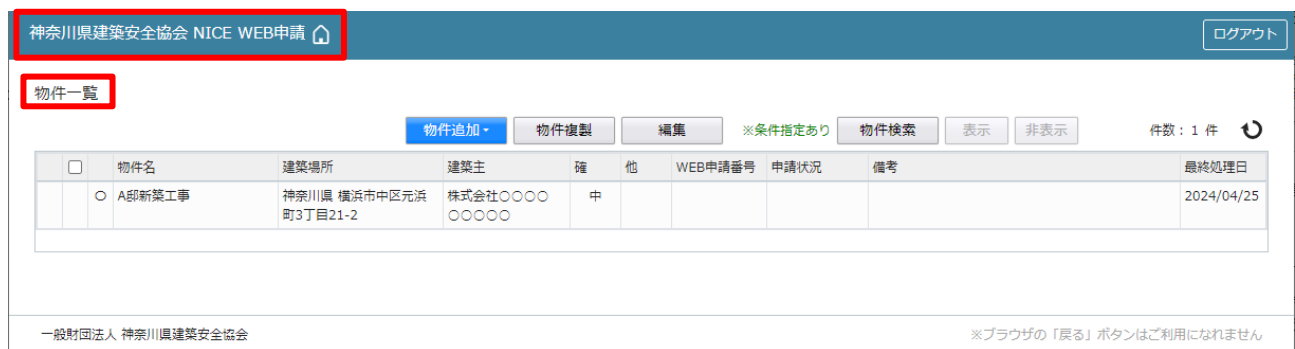 神奈川県建築安全協会 NICE WEB申請
ログアウト
物件一覧
物件追加 物件複製 編集 ※条件指定あり 物件検索 表示 非表示 件数：1 件
物件名 建築場所 建築主 確 他 WEB申請番号 申請状況 備考 最終処理日
○ A邸新築工事 神奈川県 横浜市中区元浜 株式会社○○○○ 中 2024/04/25
町3丁目21-2 ○○○○○
一般財団法人 神奈川県建築安全協会 ※ブラウザの「戻る」ボタンはご利用になれません